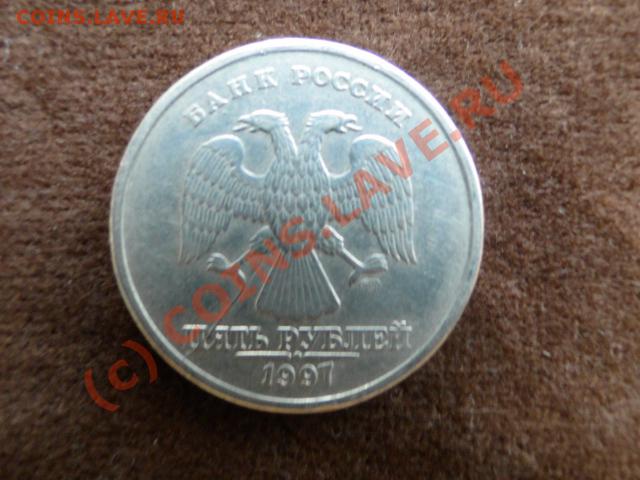 COINS.LAVE.RU
БАНК РОССИИ
(c) COINS.LAVE.RU
ПЯТЬ РУБЛЕЙ
1997